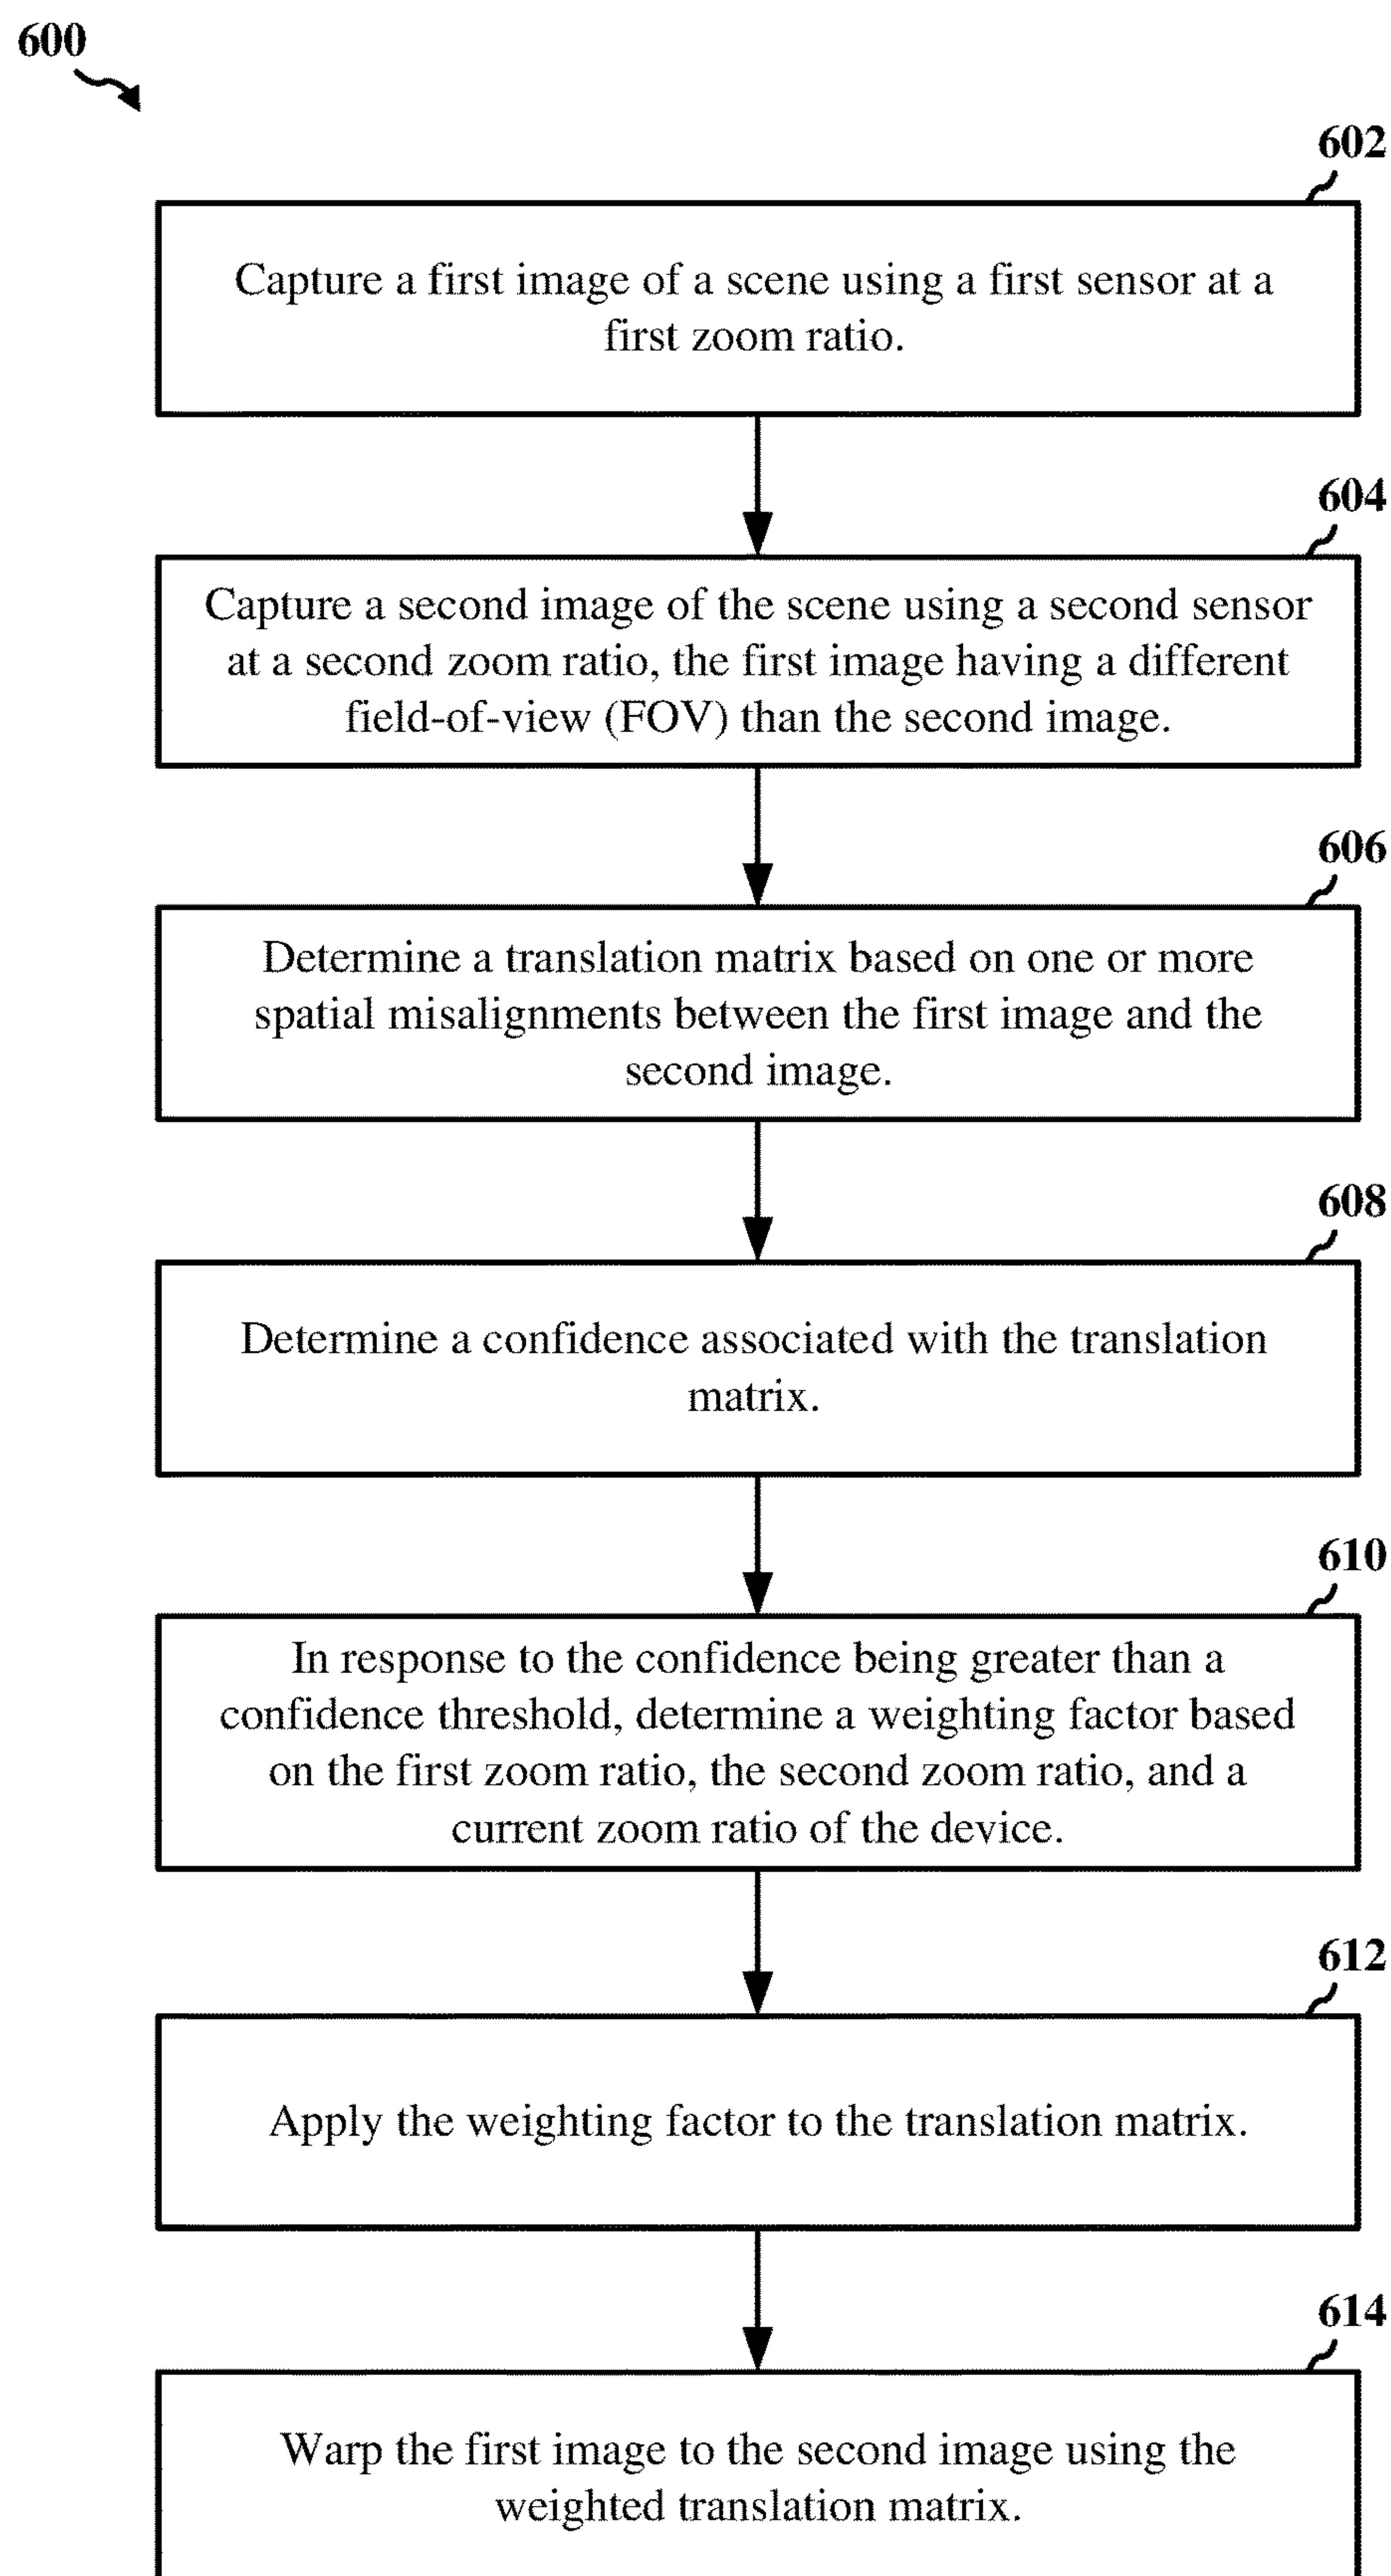 600
602
Capture a first image of a scene using a first sensor at a
first zoom ratio.
604
Capture a second image of the scene using a second sensor
at a second zoom ratio, the first image having a different
field-of-view (FOV) than the second image.
606
Determine a translation matrix based on one or more
spatial misalignments between the first image and the
second image.
608
Determine a confidence associated with the translation
matrix.
610
In response to the confidence being greater than a
confidence threshold, determine a weighting factor based
on the first zoom ratio, the second zoom ratio, and a
current zoom ratio of the device.
612
Apply the weighting factor to the translation matrix.
614
Warp the first image to the second image using the
weighted translation matrix.